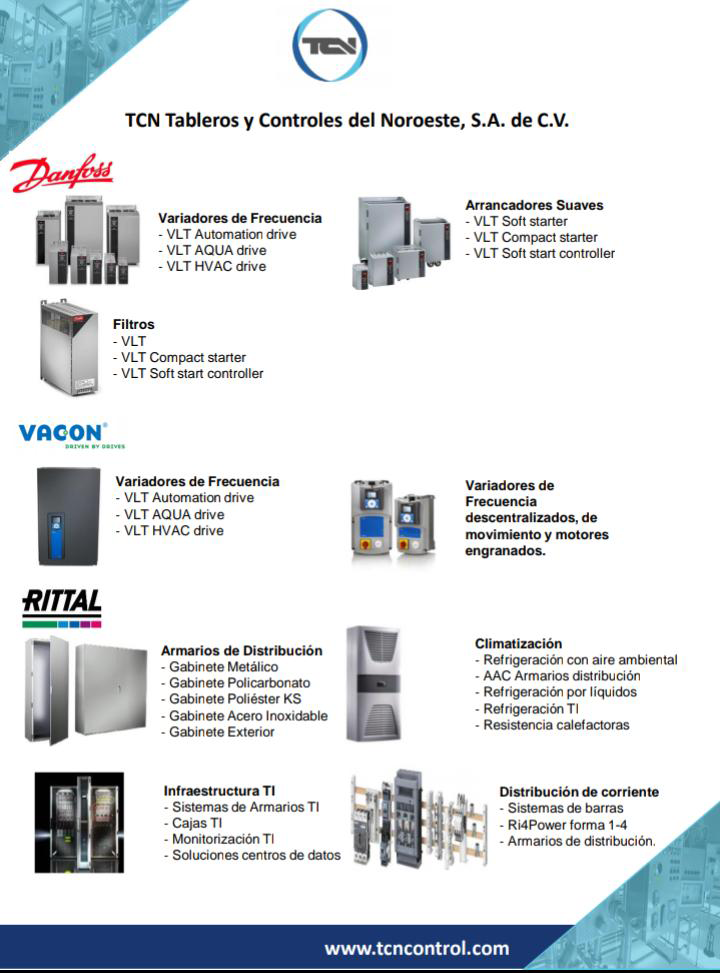 TCN
TCN Tableros y Controles del Noroeste, S.A. de C.V.
Danfoss
Variadores de Frecuencia
- VLT Automation drive
- VLT AQUA drive
- VLT HVAC drive
Arrancadores Suaves
- VLT Soft starter
- VLT Compact starter
- VLT Soft start controller
Filtros
- VLT
- VLT Compact starter
- VLT Soft start controller
VACON®
DRIVEN BY DRIVES
Variadores de Frecuencia
- VLT Automation drive
- VLT AQUA drive
- VLT HVAC drive
Variadores de
Frecuencia
descentralizados, de
movimiento y motores
engranados.
RITTAL
Armarios de Distribución
- Gabinete Metálico
- Gabinete Policarbonato
- Gabinete Poliéster KS
- Gabinete Acero Inoxidable
- Gabinete Exterior
Climatización
- Refrigeración con aire ambiental
- AAC Armarios distribución
- Refrigeración por líquidos
- Refrigeración TI
- Resistencia calefactoras
Infraestructura TI
- Sistemas de Armarios TI
- Cajas TI
- Monitorización TI
- Soluciones centros de datos
Distribución de corriente
- Sistemas de barras
- Ri4Power forma 1-4
- Armarios de distribución.
www.tcncontrol.com